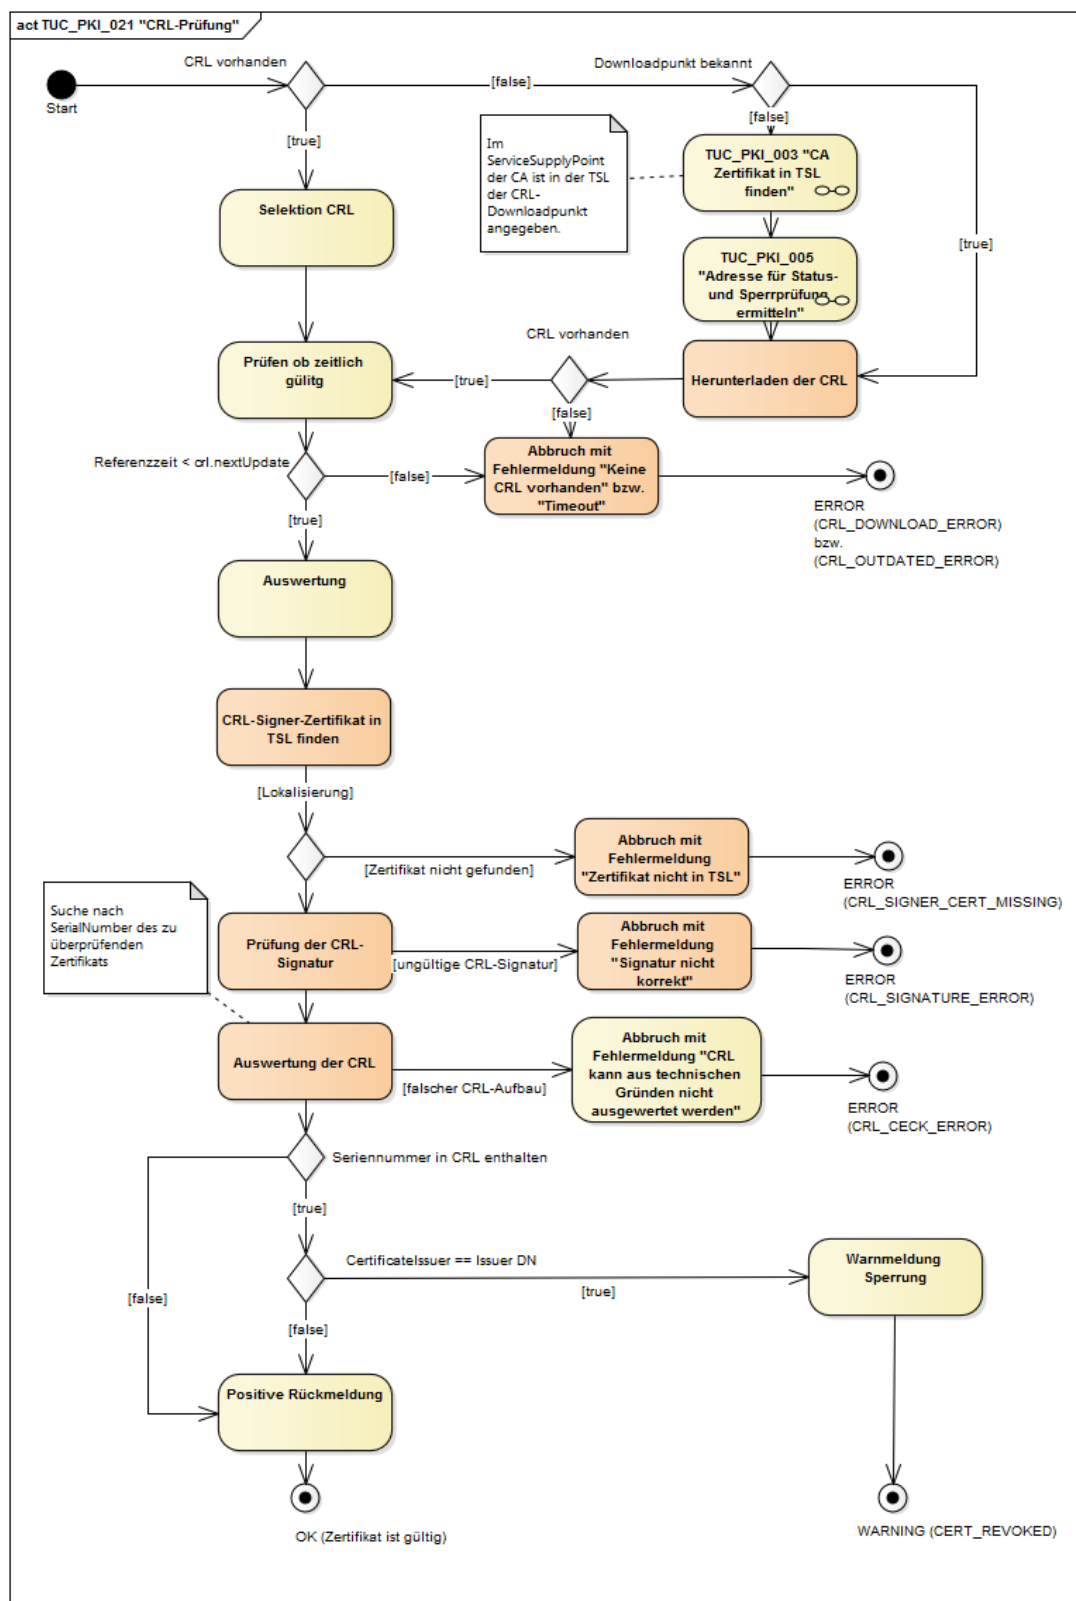 act TUC_PKI_021 "CRL-Prüfung"
CRL vorhanden
Downloadpunkt bekannt
[false]
Start
[false]
[true]
Im
ServiceSupplyPoint
der CA ist in der TSL
der CRL-
Downloadpunkt
angegeben.
TUC_PKI_003 "CA
Zertifikat in TSL
finden"
Selektion CRL
[true]
TUC_PKI_005
"Adresse für Status-
und Sperrprüfung
ermitteln"
CRL vorhanden
Prüfen ob zeitlich
gülitg
[true]
Herunterladen der CRL
[false]
Referenzzeit < crl.nextUpdate
[false]
Abbruch mit
Fehlermeldung "Keine
CRL vorhanden" bzw.
"Timeout"
ERROR
(CRL_DOWNLOAD_ERROR)
bzw.
(CRL_OUTDATED_ERROR)
[true]
Auswertung
CRL-Signer-Zertifikat in
TSL finden
[Lokalisierung]
[Zertifikat nicht gefunden]
Abbruch mit
Fehlermeldung
"Zertifikat nicht in TSL"
ERROR
(CRL_SIGNER_CERT_MISSING)
Suche nach
SerialNumber des zu
überprüfenden
Zertifikats
Prüfung der CRL-
Signatur
[ungültige CRL-Signatur]
Abbruch mit
Fehlermeldung
"Signatur nicht
korrekt"
ERROR
(CRL_SIGNATURE_ERROR)
Auswertung der CRL
[falscher CRL-Aufbau]
Abbruch mit
Fehlermeldung "CRL
kann aus technischen
Gründen nicht
ausgewertet werden"
ERROR
(CRL_CECK_ERROR)
Seriennummer in CRL enthalten
[true]
CertificateIssuer == Issuer DN
[true]
Warnmeldung
Sperrung
[false]
[false]
Positive Rückmeldung
OK (Zertifikat ist gültig)
WARNING (CERT_REVOKED)